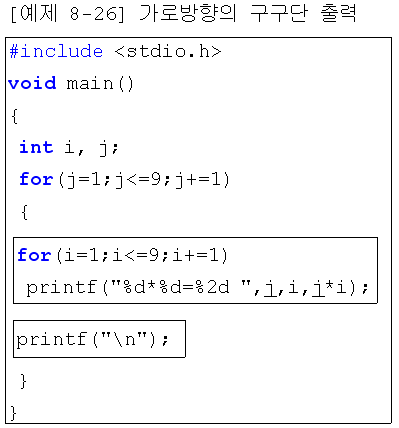 [예제 8-26] 가로방향의 구구단 출력
#include <stdio.h>
void main()
{
int i, j;
for(j=1;j<=9;j+=1)
{
for(i=1;i<=9;i+=1)
printf("%d*%d=%2d ",j,i,j*i);
printf("\n");
}
}